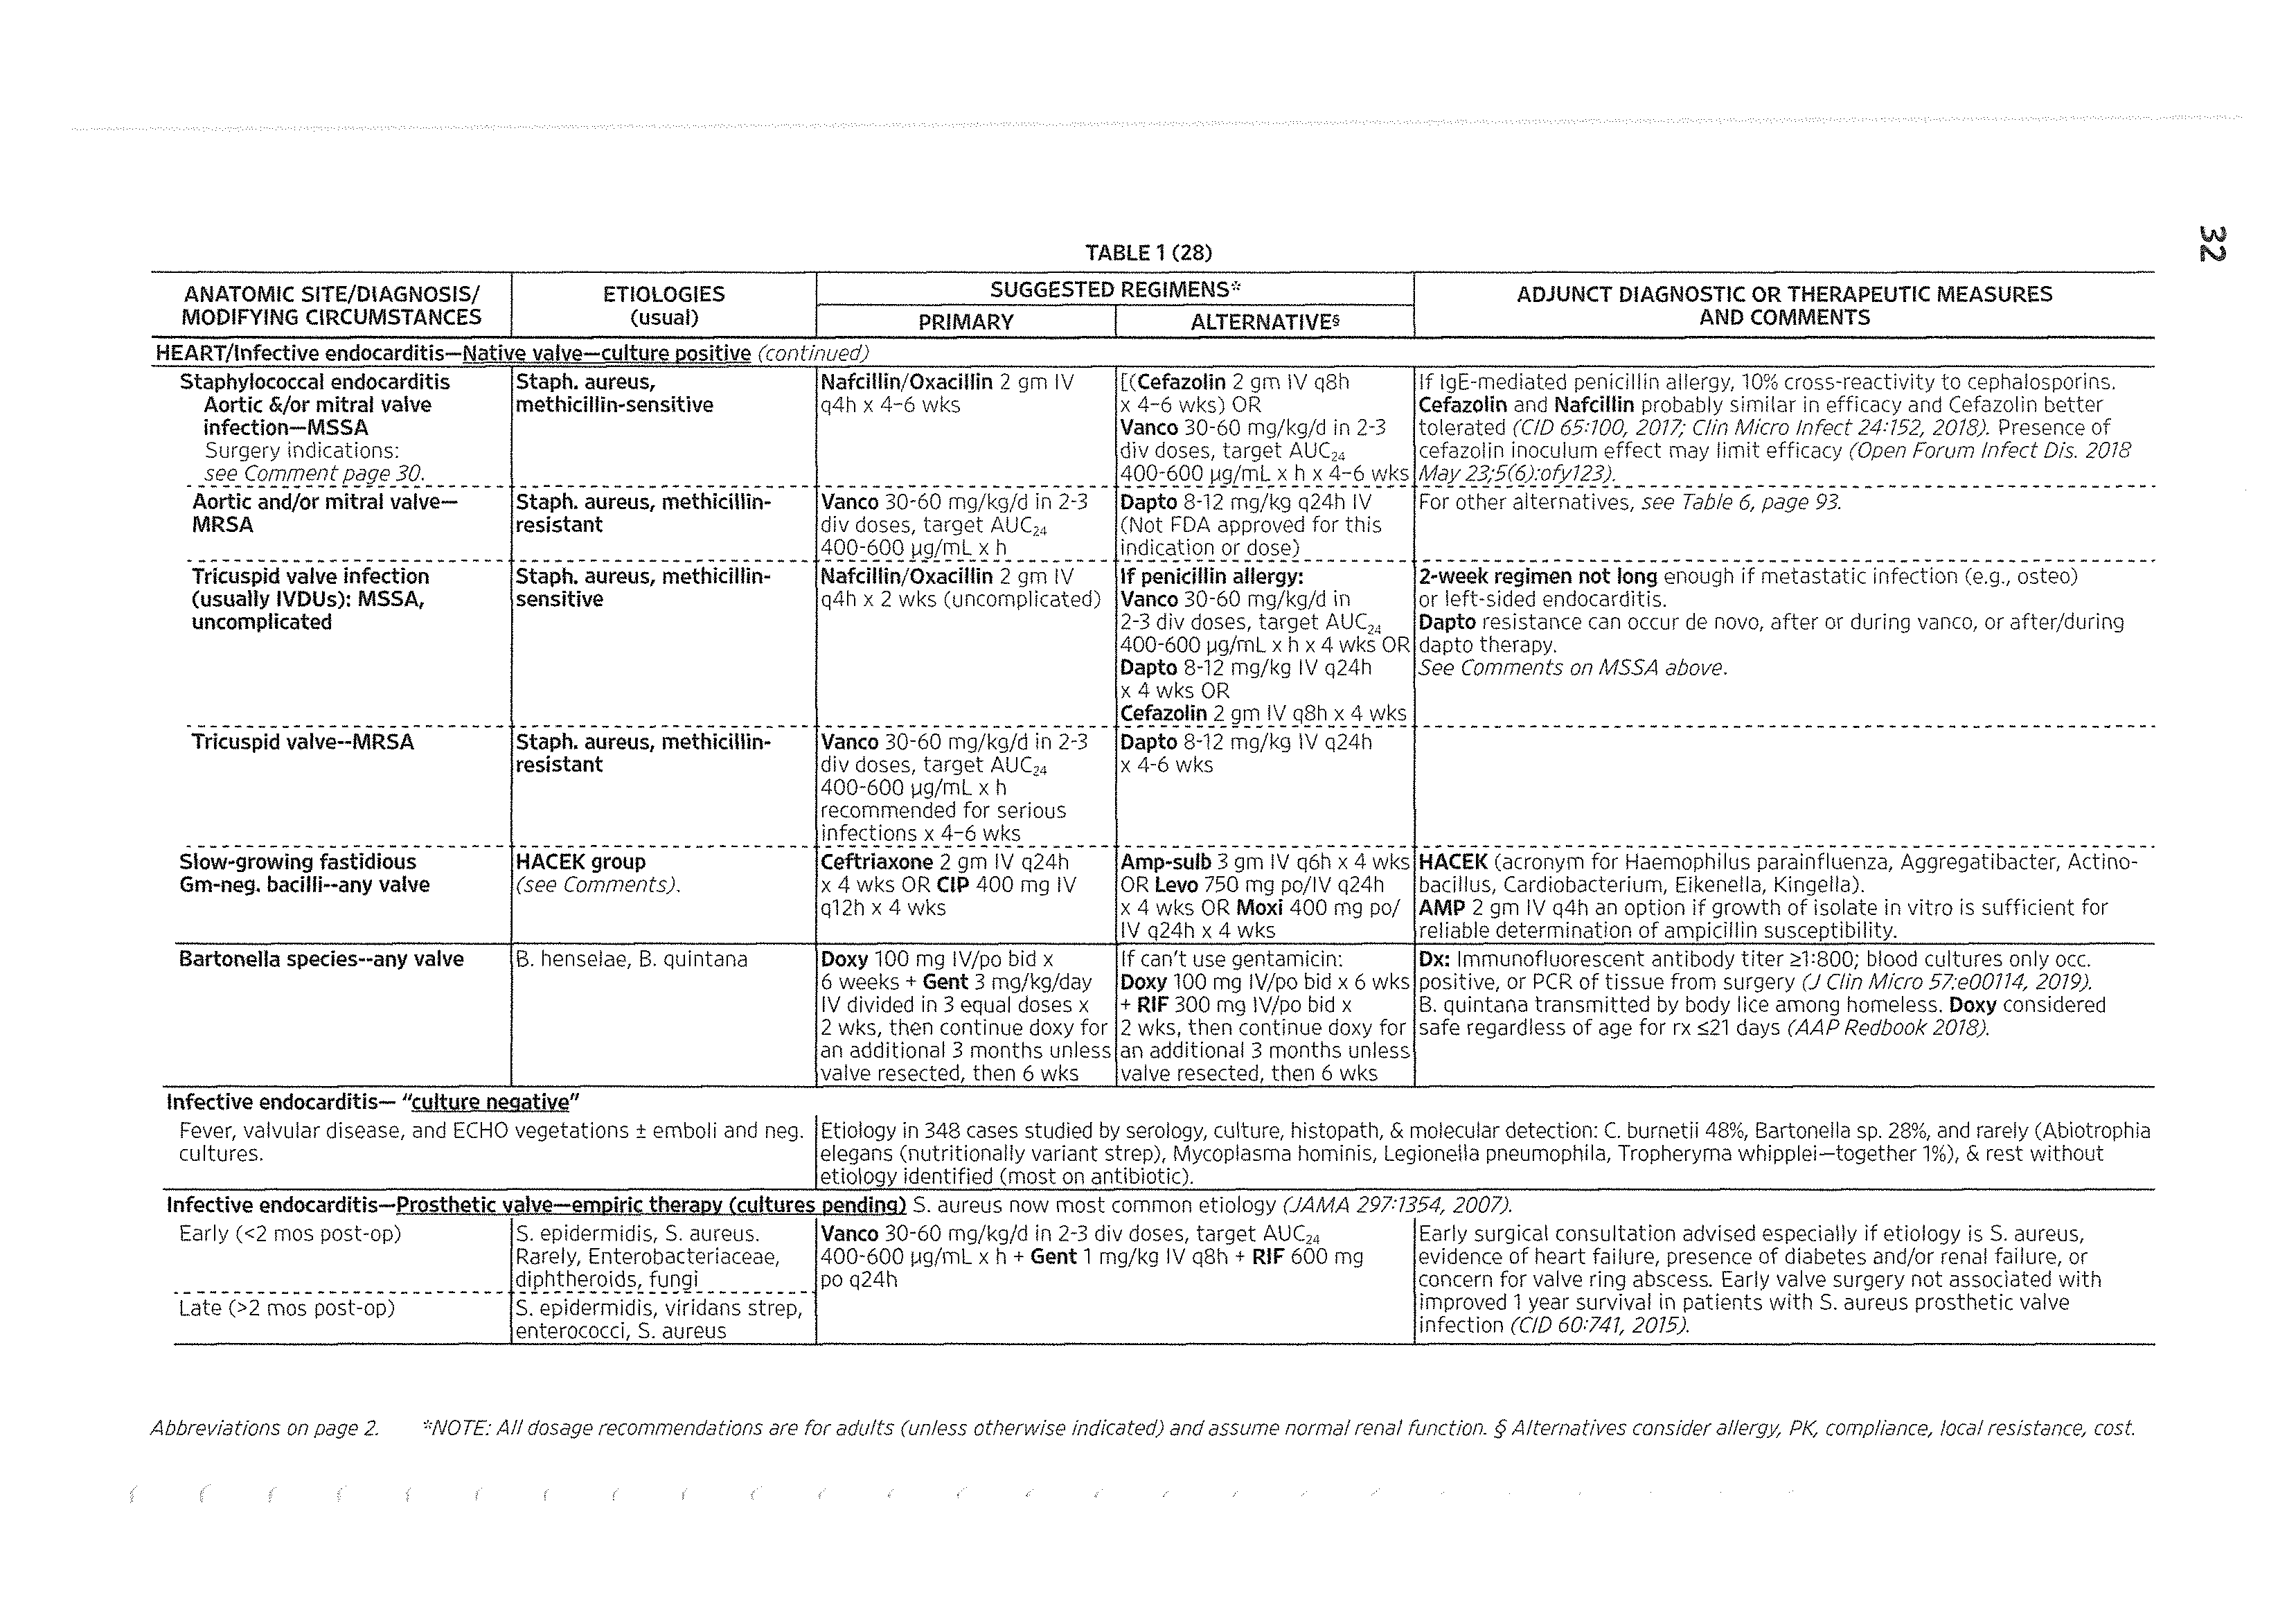 32
TABLE 1 (28)
ANATOMIC SITE/DIAGNOSIS/
MODIFYING CIRCUMSTANCES
ETIOLOGIES
(usual)
SUGGESTED REGIMENS*
PRIMARY
ALTERNATIVE§
ADJUNCT DIAGNOSTIC OR THERAPEUTIC MEASURES
AND COMMENTS
HEART/Infective endocarditis—Native valve—culture positive (continued)
Staphylococcal endocarditis
Aortic &/or mitral valve
infection—MSSA
Surgery indications:
see Comment page 30.
Staph. aureus,
methicillin-sensitive
Nafcillin/Oxacillin 2 gm IV
q4h x 4–6 wks
[(Cefazolin 2 gm IV q8h
x 4–6 wks) OR
Vanco 30-60 mg/kg/d in 2-3
div doses, target AUC24
400-600 µg/mL x h x 4–6 wks
If IgE-mediated penicillin allergy, 10% cross-reactivity to cephalosporins.
Cefazolin and Nafcillin probably similar in efficacy and Cefazolin better
tolerated (CID 65:100, 2017; Clin Micro Infect 24:152, 2018). Presence of
cefazolin inoculum effect may limit efficacy (Open Forum Infect Dis. 2018
May 23;5(6):ofy123).
Aortic and/or mitral valve—
MRSA
Staph. aureus, methicillin-
resistant
Vanco 30-60 mg/kg/d in 2-3
div doses, target AUC24
400-600 µg/mL x h
Dapto 8-12 mg/kg q24h IV
(Not FDA approved for this
indication or dose)
For other alternatives, see Table 6, page 93.
Tricuspid valve infection
(usually IVDUs): MSSA,
uncomplicated
Staph. aureus, methicillin-
sensitive
Nafcillin/Oxacillin 2 gm IV
q4h x 2 wks (uncomplicated)
If penicillin allergy:
Vanco 30-60 mg/kg/d in
2-3 div doses, target AUC24
400-600 µg/mL x h x 4 wks OR
Dapto 8-12 mg/kg IV q24h
x 4 wks OR
Cefazolin 2 gm IV q8h x 4 wks
2-week regimen not long enough if metastatic infection (e.g., osteo)
or left-sided endocarditis.
Dapto resistance can occur de novo, after or during vanco, or after/during
dapto therapy.
See Comments on MSSA above.
Tricuspid valve--MRSA
Staph. aureus, methicillin-
resistant
Vanco 30-60 mg/kg/d in 2-3
div doses, target AUC24
400-600 µg/mL x h
recommended for serious
infections x 4–6 wks
Dapto 8-12 mg/kg IV q24h
x 4-6 wks
Slow-growing fastidious
Gm-neg. bacilli--any valve
HACEK group
(see Comments).
Ceftriaxone 2 gm IV q24h
x 4 wks OR CIP 400 mg IV
q12h x 4 wks
Amp-sulb 3 gm IV q6h x 4 wks
OR Levo 750 mg po/IV q24h
x 4 wks OR Moxi 400 mg po/
IV q24h x 4 wks
HACEK (acronym for Haemophilus parainfluenza, Aggregatibacter, Actino-
bacillus, Cardiobacterium, Eikenella, Kingella).
AMP 2 gm IV q4h an option if growth of isolate in vitro is sufficient for
reliable determination of ampicillin susceptibility.
Bartonella species--any valve
B. henselae, B. quintana
Doxy 100 mg IV/po bid x
6 weeks + Gent 3 mg/kg/day
IV divided in 3 equal doses x
2 wks, then continue doxy for
an additional 3 months unless
valve resected, then 6 wks
If can't use gentamicin:
Doxy 100 mg IV/po bid x 6 wks
+ RIF 300 mg IV/po bid x
2 wks, then continue doxy for
an additional 3 months unless
valve resected, then 6 wks
Dx: Immunofluorescent antibody titer ≥1:800; blood cultures only occ.
positive, or PCR of tissue from surgery (J Clin Micro 57:e00114, 2019).
B. quintana transmitted by body lice among homeless. Doxy considered
safe regardless of age for rx ≤21 days (AAP Redbook 2018).
Infective endocarditis— "culture negative"
Fever, valvular disease, and ECHO vegetations ± emboli and neg.
cultures.
Etiology in 348 cases studied by serology, culture, histopath, & molecular detection: C. burnetii 48%, Bartonella sp. 28%, and rarely (Abiotrophia
elegans (nutritionally variant strep), Mycoplasma hominis, Legionella pneumophila, Tropheryma whipplei—together 1%), & rest without
etiology identified (most on antibiotic).
Infective endocarditis—Prosthetic valve—empiric therapy (cultures pending) S. aureus now most common etiology (JAMA 297:1354, 2007).
Early (<2 mos post-op)
S. epidermidis, S. aureus.
Rarely, Enterobacteriaceae,
diphtheroids, fungi
Vanco 30-60 mg/kg/d in 2-3 div doses, target AUC24
400-600 µg/mL x h + Gent 1 mg/kg IV q8h + RIF 600 mg
po q24h
Early surgical consultation advised especially if etiology is S. aureus,
evidence of heart failure, presence of diabetes and/or renal failure, or
concern for valve ring abscess. Early valve surgery not associated with
improved 1 year survival in patients with S. aureus prosthetic valve
infection (CID 60:741, 2015).
Late (>2 mos post-op)
S. epidermidis, viridans strep,
enterococci, S. aureus
Abbreviations on page 2. *NOTE: All dosage recommendations are for adults (unless otherwise indicated) and assume normal renal function. § Alternatives consider allergy, PK, compliance, local resistance, cost.